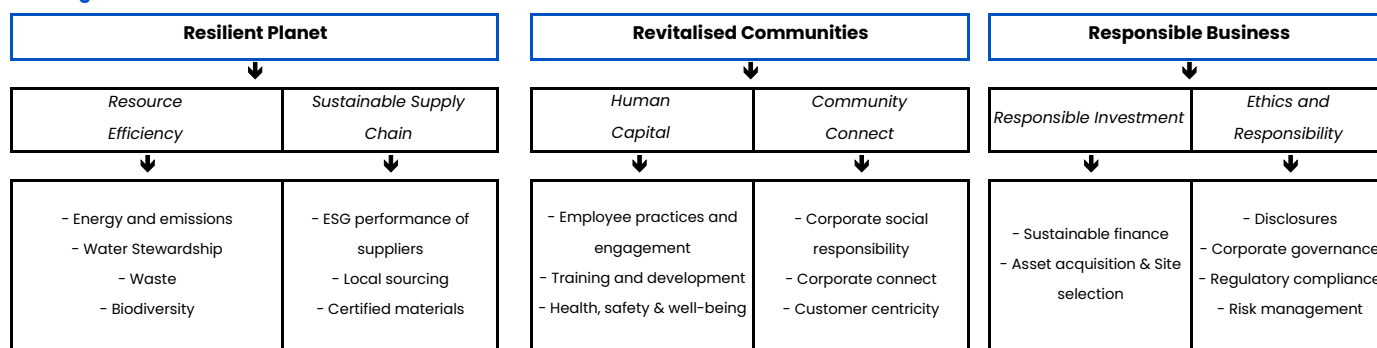 Resilient Planet
Resource
Efficiency
Sustainable Supply
Chain
- Energy and emissions
- Water Stewardship
- Waste
- Biodiversity
- ESG performance of
suppliers
- Local sourcing
- Certified materials
Revitalised Communities
Human
Capital
Community
Connect
- Employee practices and
engagement
- Training and development
- Health, safety & well-being
- Corporate social
responsibility
- Corporate connect
- Customer centricity
Responsible Business
Responsible Investment
Ethics and
Responsibility
- Sustainable finance
- Asset acquisition & Site
selection
- Disclosures
- Corporate governance
- Regulatory compliance
- Risk management